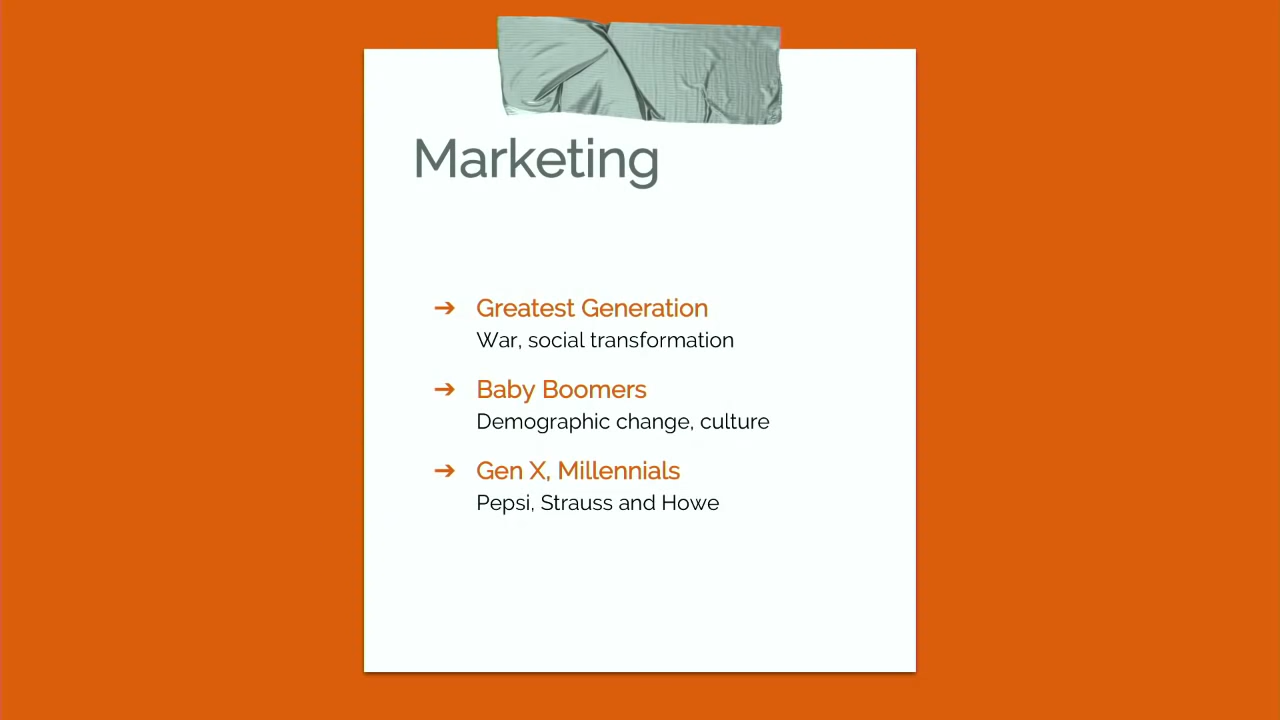 Marketing
➔ Greatest Generation
War, social transformation
➔ Baby Boomers
Demographic change, culture
➔ Gen X, Millennials
Pepsi, Strauss and Howe